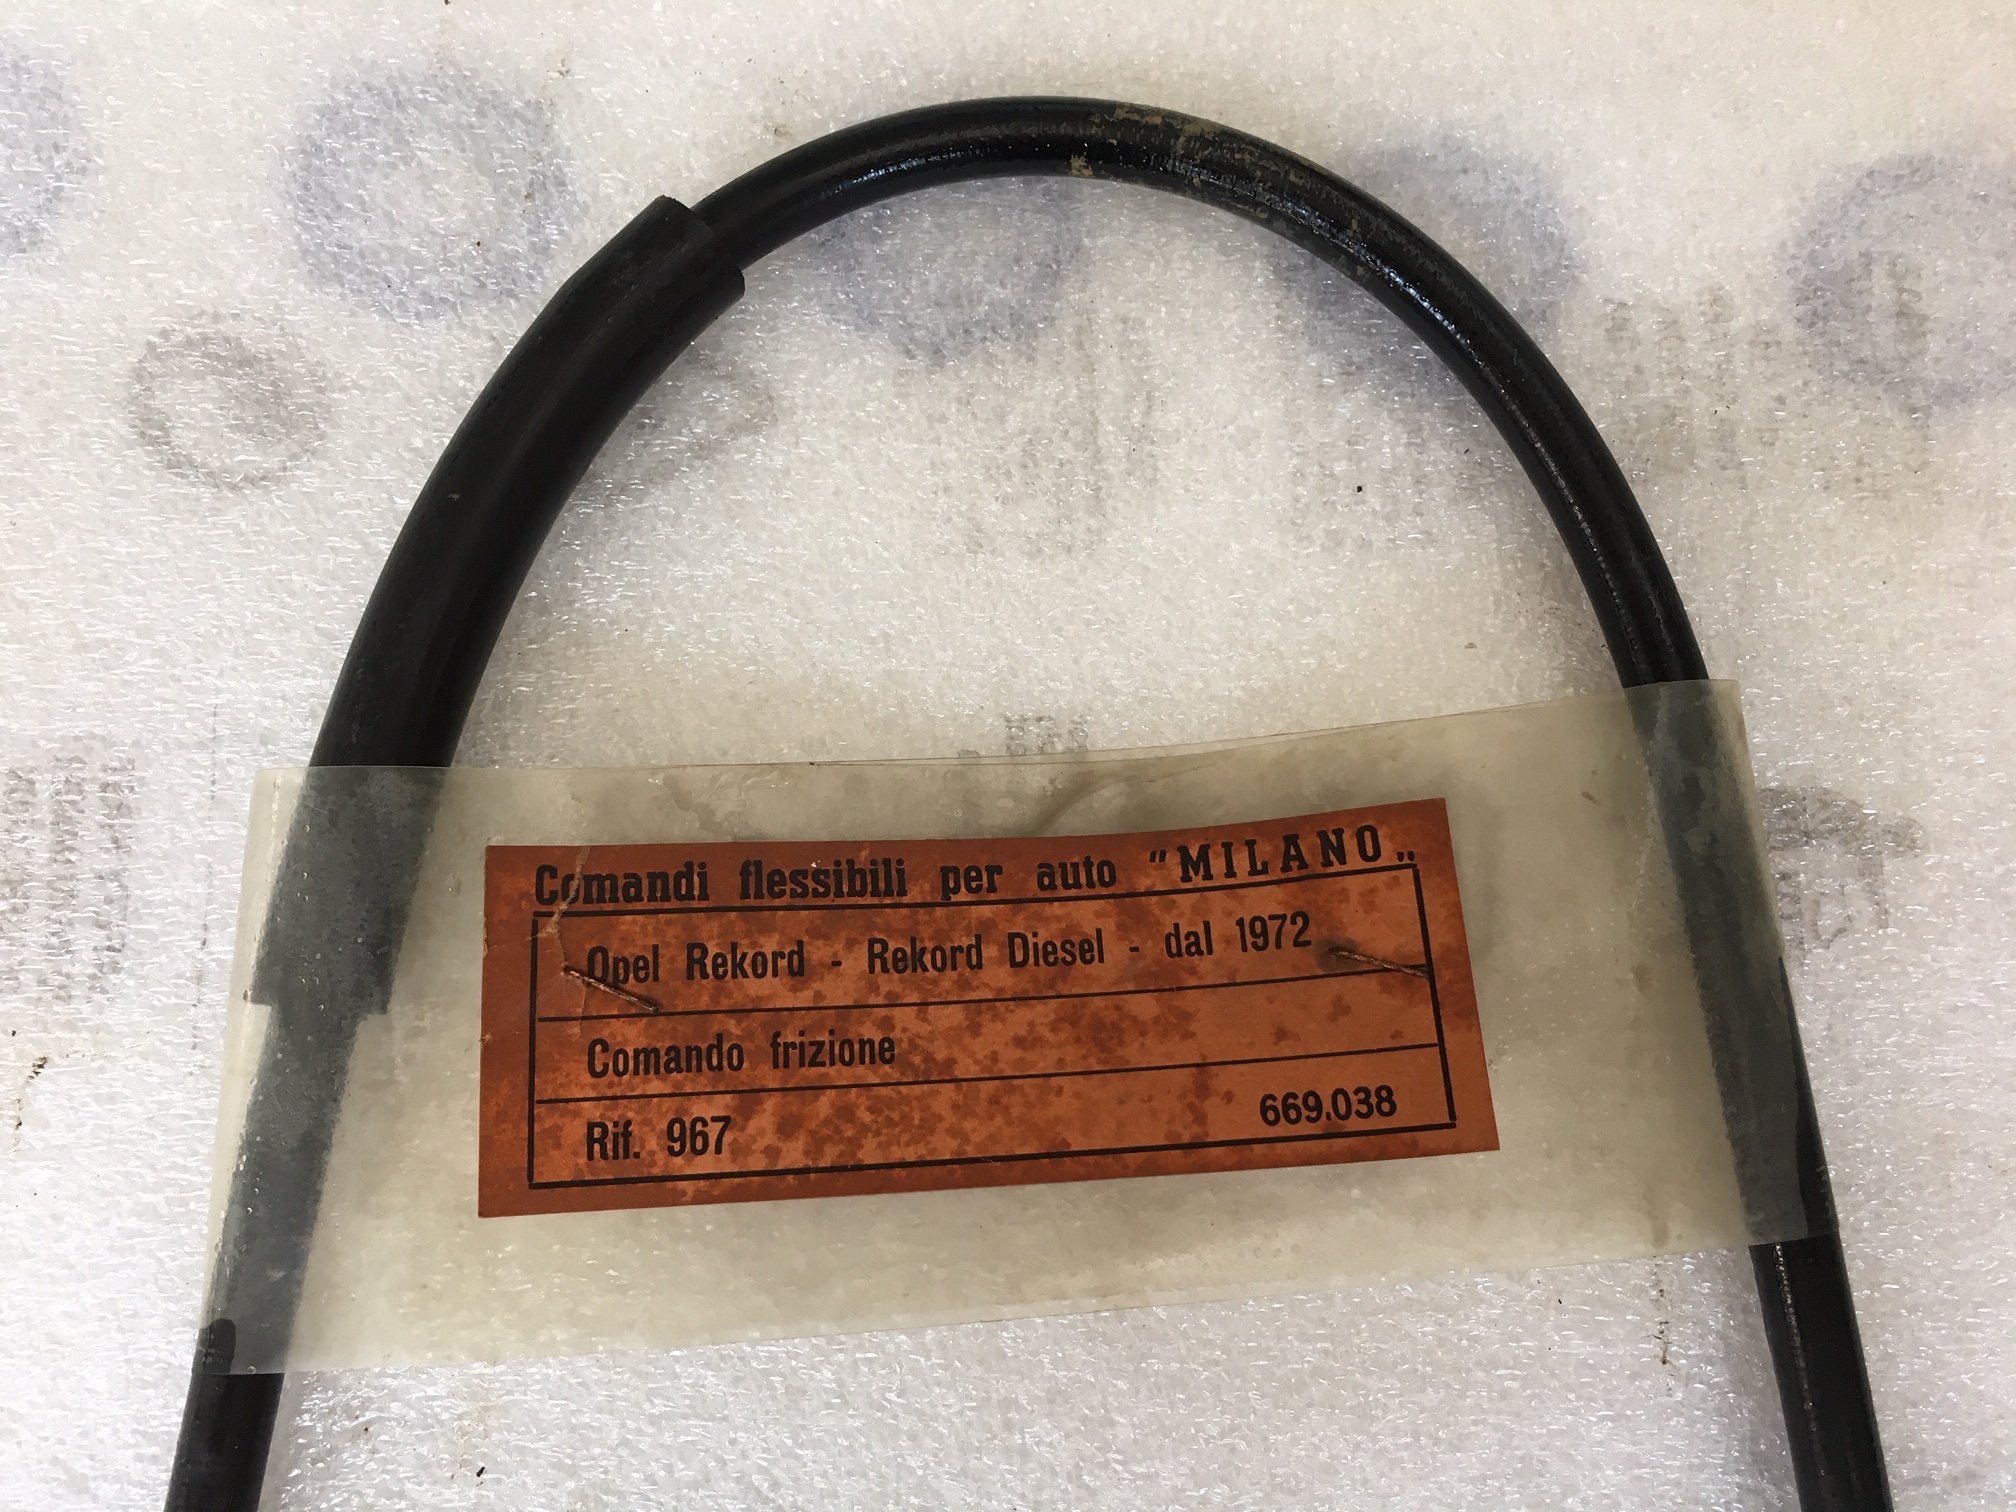 Comandi flessibili per auto "MILANO„
Opel Rekord - Rekord Diesel - dal 1972
Comando frizione
Rif. 967 669.038